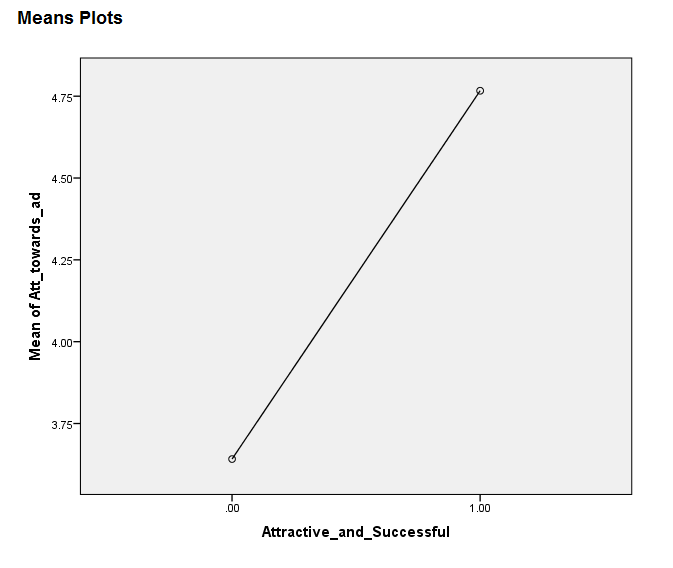 Means Plots
Mean of Att_towards_ad
4.75
4.50
4.25
4.00
3.75
.00
1.00
Attractive_and_Successful